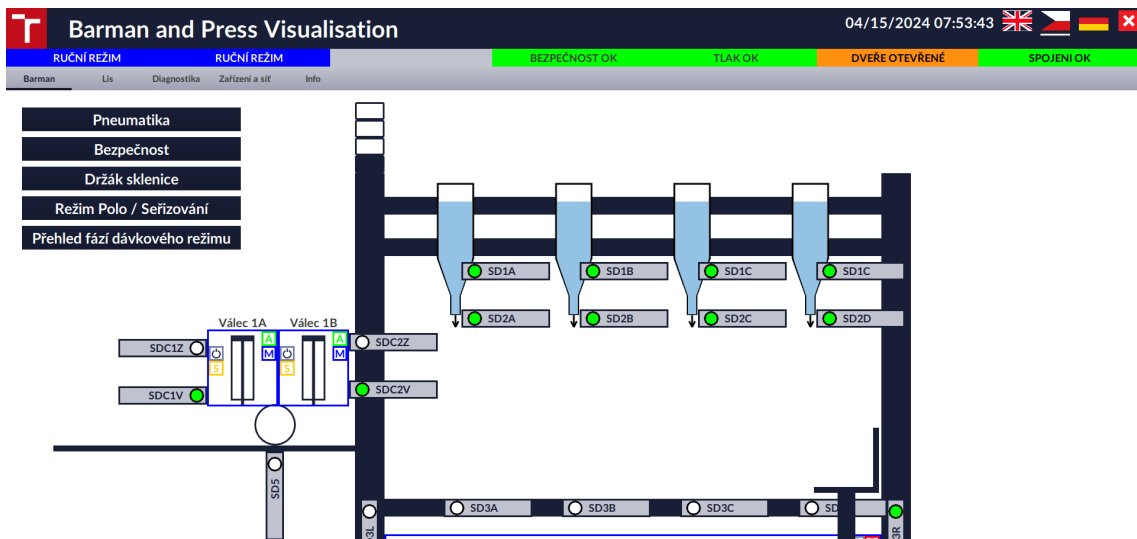 Barman and Press Visualisation
04/15/2024 07:53:43
RUČNÍ REŽIM RUČNÍ REŽIM BEZPEČNOST OK TLAK OK DVEŘE OTEVŘENÉ SPOJENI OK
Barman Lis Diagnostika Zařízení a síť Info
Pneumatika
Bezpečnost
Držák sklenice
Režim Polo / Seřizování
Přehled fází dávkového režimu
SD1A SD1B SD1C SD1C
SD2A SD2B SD2C SD2D
Válec 1A Válec 1B
SDC1Z A A SDC2Z
M M
S S
SDC1V SDC2V
SD5
SD3A SD3B SD3C